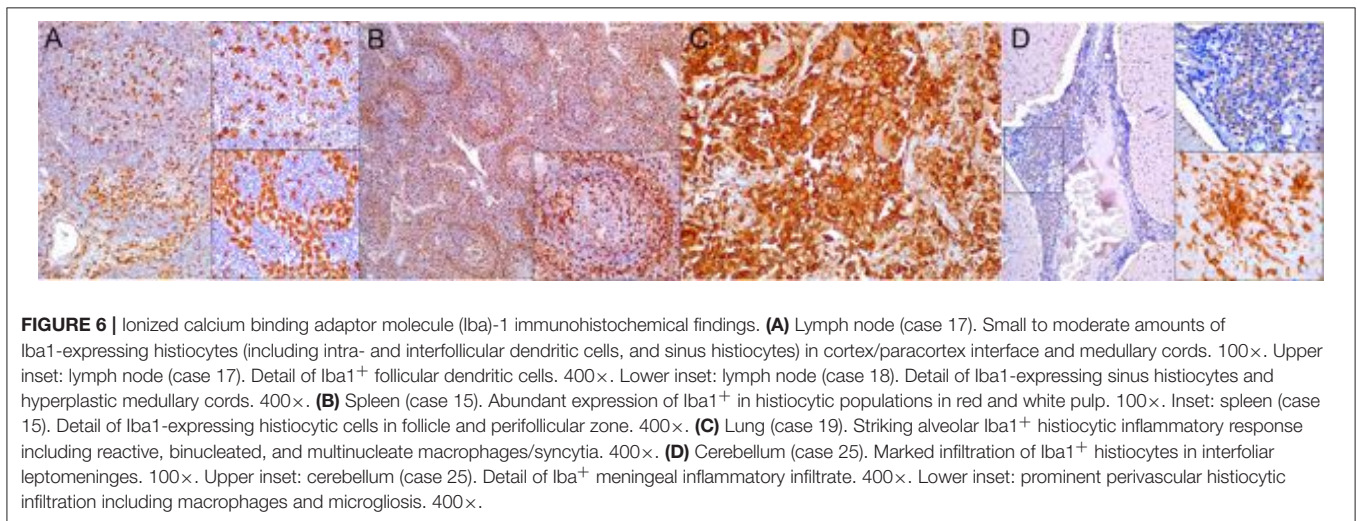 A B C D
FIGURE 6 | Ionized calcium binding adaptor molecule (Iba)-1 immunohistochemical findings. (A) Lymph node (case 17). Small to moderate amounts of
Iba1-expressing histiocytes (including intra- and interfollicular dendritic cells, and sinus histiocytes) in cortex/paracortex interface and medullary cords. 100×. Upper
inset: lymph node (case 17). Detail of Iba1+ follicular dendritic cells. 400×. Lower inset: lymph node (case 18). Detail of Iba1-expressing sinus histiocytes and
hyperplastic medullary cords. 400×. (B) Spleen (case 15). Abundant expression of Iba1+ in histiocytic populations in red and white pulp. 100×. Inset: spleen (case
15). Detail of Iba1-expressing histiocytic cells in follicle and perifollicular zone. 400×. (C) Lung (case 19). Striking alveolar Iba1+ histiocytic inflammatory response
including reactive, binucleated, and multinucleate macrophages/syncytia. 400×. (D) Cerebellum (case 25). Marked infiltration of Iba1+ histiocytes in interfoliar
leptomeninges. 100×. Upper inset: cerebellum (case 25). Detail of Iba+ meningeal inflammatory infiltrate. 400×. Lower inset: prominent perivascular histiocytic
infiltration including macrophages and microgliosis. 400×.